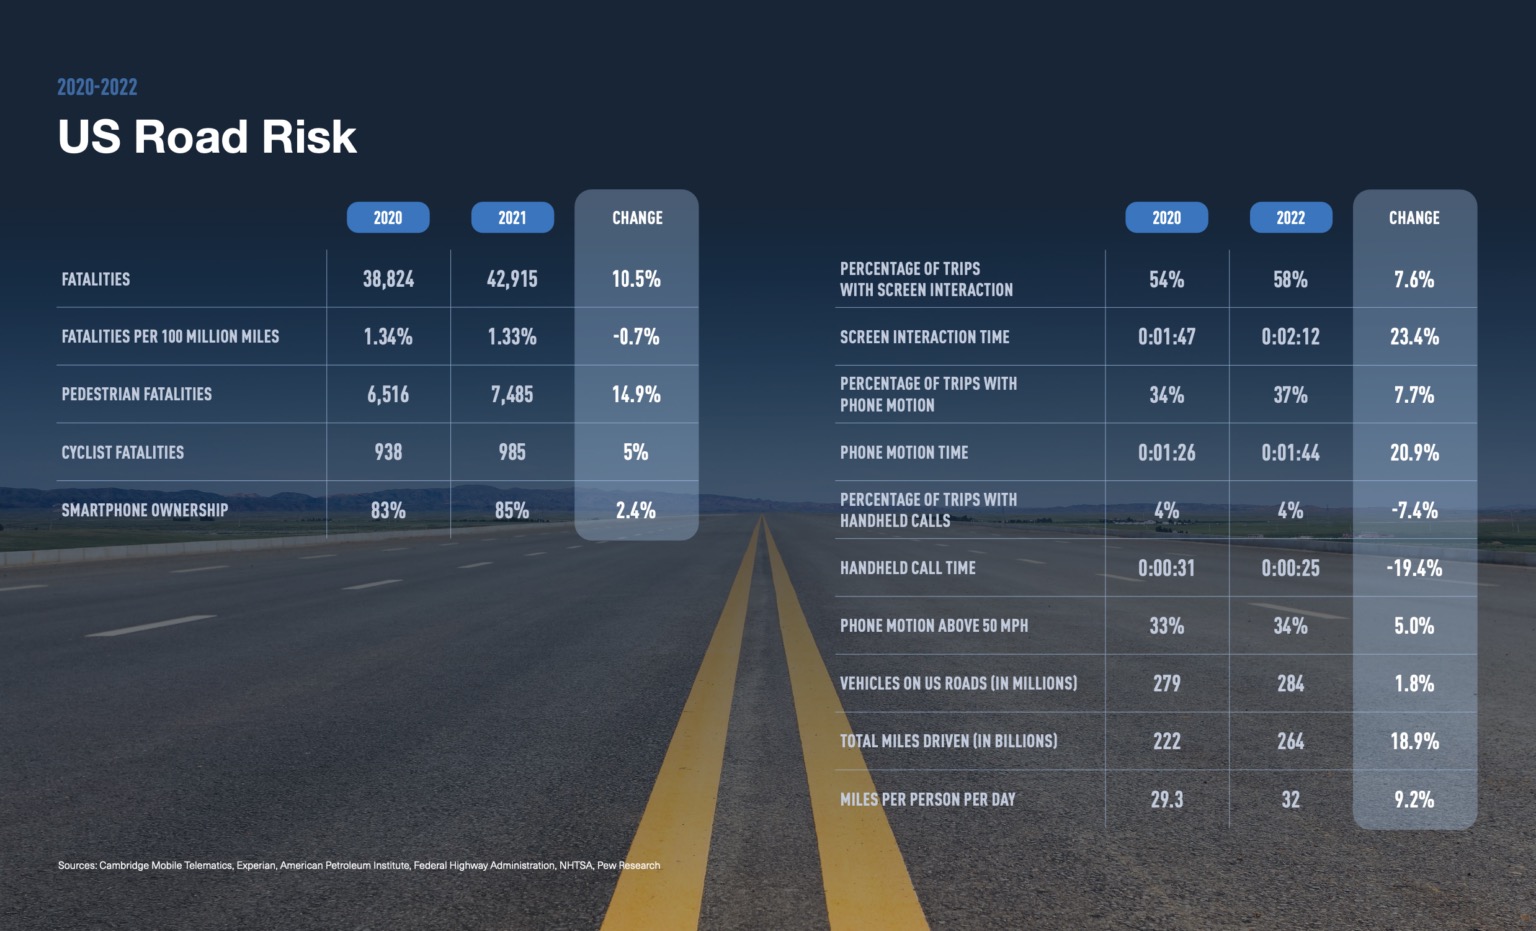 2020-2022
US Road Risk
2020 2021 CHANGE
FATALITIES 38,824 42,915 10.5%
FATALITIES PER 100 MILLION MILES 1.34% 1.33% -0.7%
PEDESTRIAN FATALITIES 6,516 7,485 14.9%
CYCLIST FATALITIES 938 985 5%
SMARTPHONE OWNERSHIP 83% 85% 2.4%
2020 2022 CHANGE
PERCENTAGE OF TRIPS
WITH SCREEN INTERACTION 54% 58% 7.6%
SCREEN INTERACTION TIME 0:01:47 0:02:12 23.4%
PERCENTAGE OF TRIPS WITH
PHONE MOTION 34% 37% 7.7%
PHONE MOTION TIME 0:01:26 0:01:44 20.9%
PERCENTAGE OF TRIPS WITH
HANDHELD CALLS 4% 4% -7.4%
HANDHELD CALL TIME 0:00:31 0:00:25 -19.4%
PHONE MOTION ABOVE 50 MPH 33% 34% 5.0%
VEHICLES ON US ROADS (IN MILLIONS) 279 284 1.8%
TOTAL MILES DRIVEN (IN BILLIONS) 222 264 18.9%
MILES PER PERSON PER DAY 29.3 32 9.2%
Sources: Cambridge Mobile Telematics, Experian, American Petroleum Institute, Federal Highway Administration, NHTSA, Pew Research